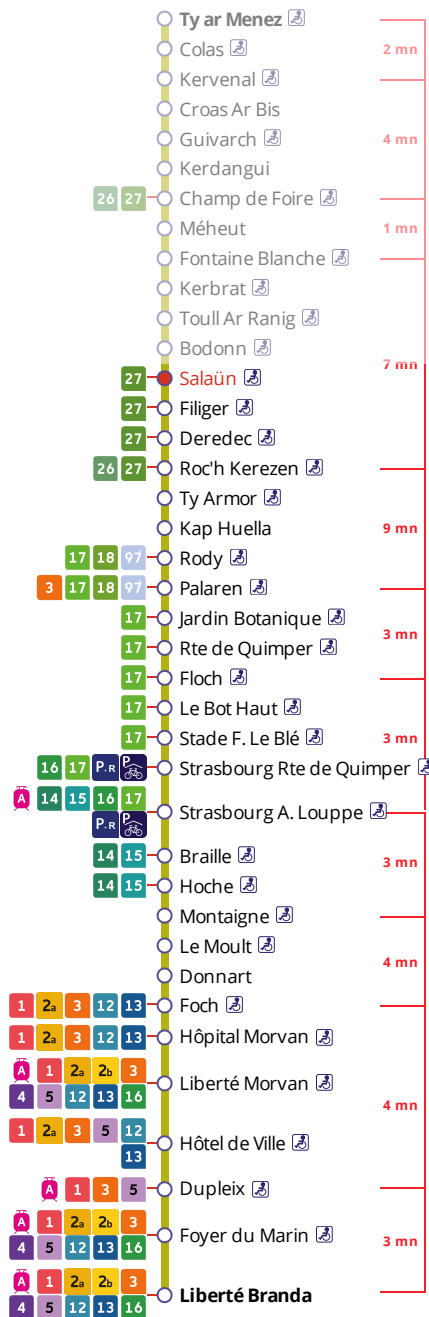 Ty ar Menez
Colas
2 mn
Kervenal
Croas Ar Bis
Guivarch
4 mn
Kerdangui
26 27 Champ de Foire
Méheut
1 mn
Fontaine Blanche
Kerbrat
Toull Ar Ranig
Bodonn
7 mn
27 Salaün
27 Filiger
27 Deredec
26 27 Roc'h Kerezen
Ty Armor
Kap Huella
9 mn
17 18 97 Rody
3 17 18 97 Palaren
17 Jardin Botanique
3 mn
17 Rte de Quimper
17 Floch
17 Le Bot Haut
17 Stade F. Le Blé
3 mn
16 17 P+R P Strasbourg Rte de Quimper
A 14 15 16 17
P+R P
Strasbourg A. Louppe
14 15 Braille
3 mn
14 15 Hoche
Montaigne
Le Moult
4 mn
Donnart
1 2a 3 12 13 Foch
1 2a 3 12 13 Hôpital Morvan
A 1 2a 2b 3
4 5 12 13 16
Liberté Morvan
4 mn
1 2a 3 5 12
13
Hôtel de Ville
A 1 3 5 Dupleix
A 1 2a 2b 3
4 5 12 13 16
Foyer du Marin
3 mn
A 1 2a 2b 3
4 5 12 13 16
Liberté Branda